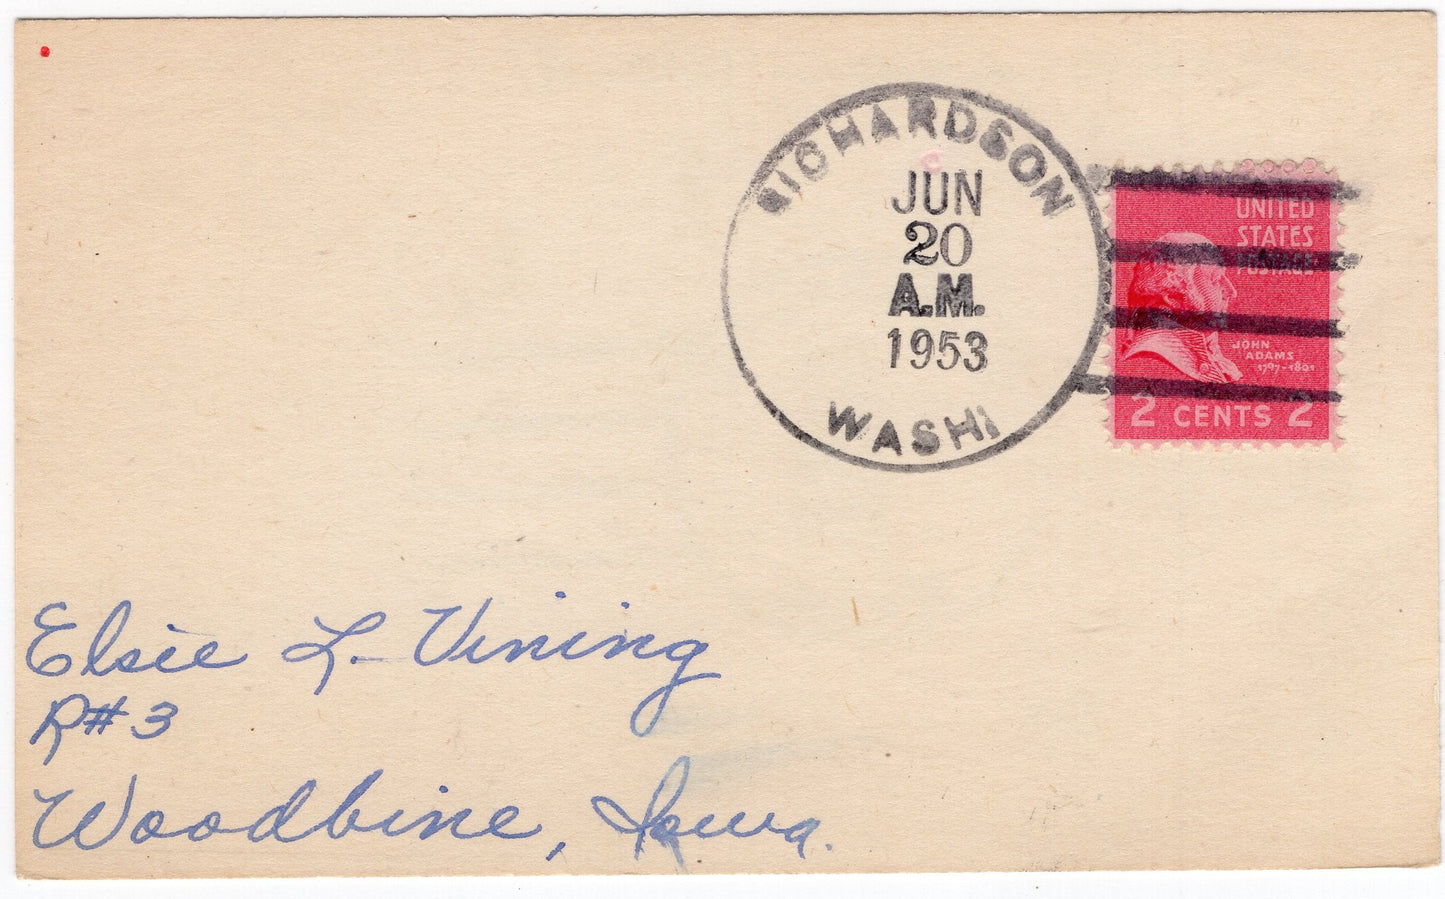 RICHARDSON
JUN
20
A.M.
1953
WASH
UNITED
STATES
POSTAGE
JOHN
ADAMS
1797-1801
2 CENTS 2
Elsie L. Vining
R#3
Woodbine, Iowa.